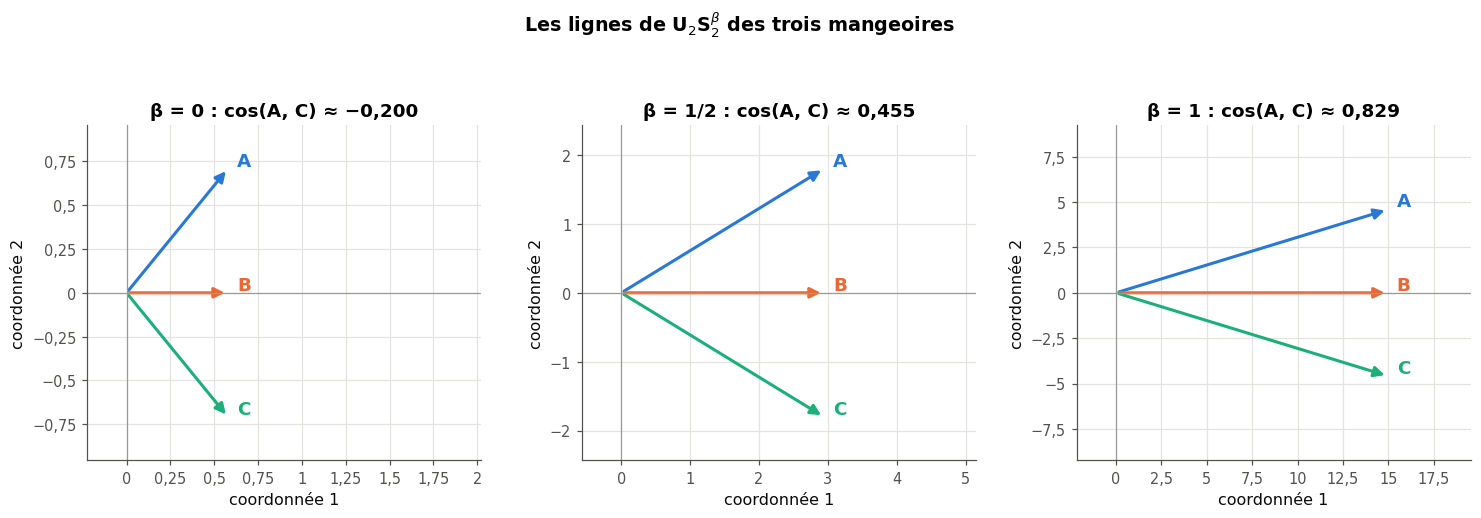 Les lignes de U₂S₂^β des trois mangeoires
β = 0 : cos(A, C) ≈ −0,200
0,75
0,5
0,25
0
−0,25
−0,5
−0,75
coordonnée 2
A
B
C
0 0,25 0,5 0,75 1 1,25 1,5 1,75 2
coordonnée 1
β = 1/2 : cos(A, C) ≈ 0,455
2
1
0
−1
−2
coordonnée 2
A
B
C
0 1 2 3 4 5
coordonnée 1
β = 1 : cos(A, C) ≈ 0,829
7,5
5
2,5
0
−2,5
−5
−7,5
coordonnée 2
A
B
C
0 2,5 5 7,5 10 12,5 15 17,5
coordonnée 1